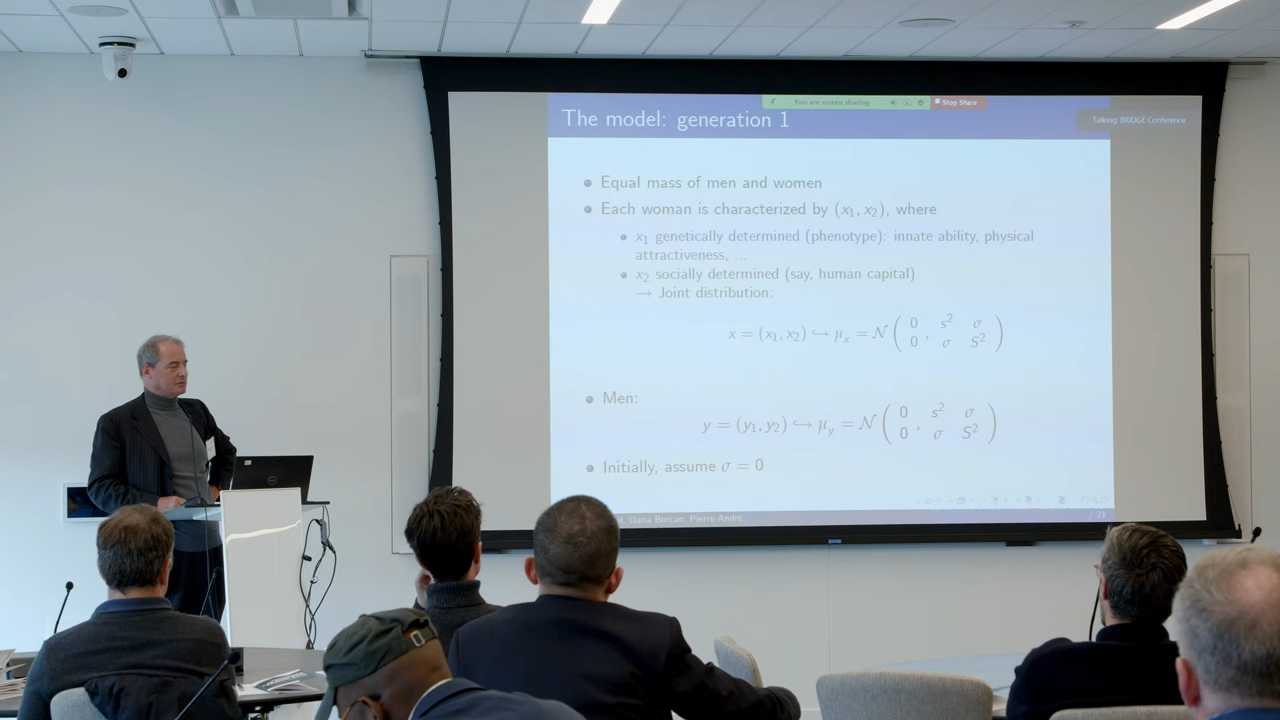 You are screen sharing
Stop Share
The model: generation 1
Talking: BRIDGE Conference
Equal mass of men and women
Each woman is characterized by (x₁, x₂), where
x₁ genetically determined (phenotype): innate ability, physical
attractiveness, ...
x₂ socially determined (say, human capital)
→ Joint distribution:
x = (x₁, x₂) ↪ μₓ = 𝒩 ( 0 , s² σ
0 σ S² )
Men:
y = (y₁, y₂) ↪ μᵧ = 𝒩 ( 0 , s² σ
0 σ S² )
Initially, assume σ = 0
Oana Borcan, Pierre André
/ 21
DELL